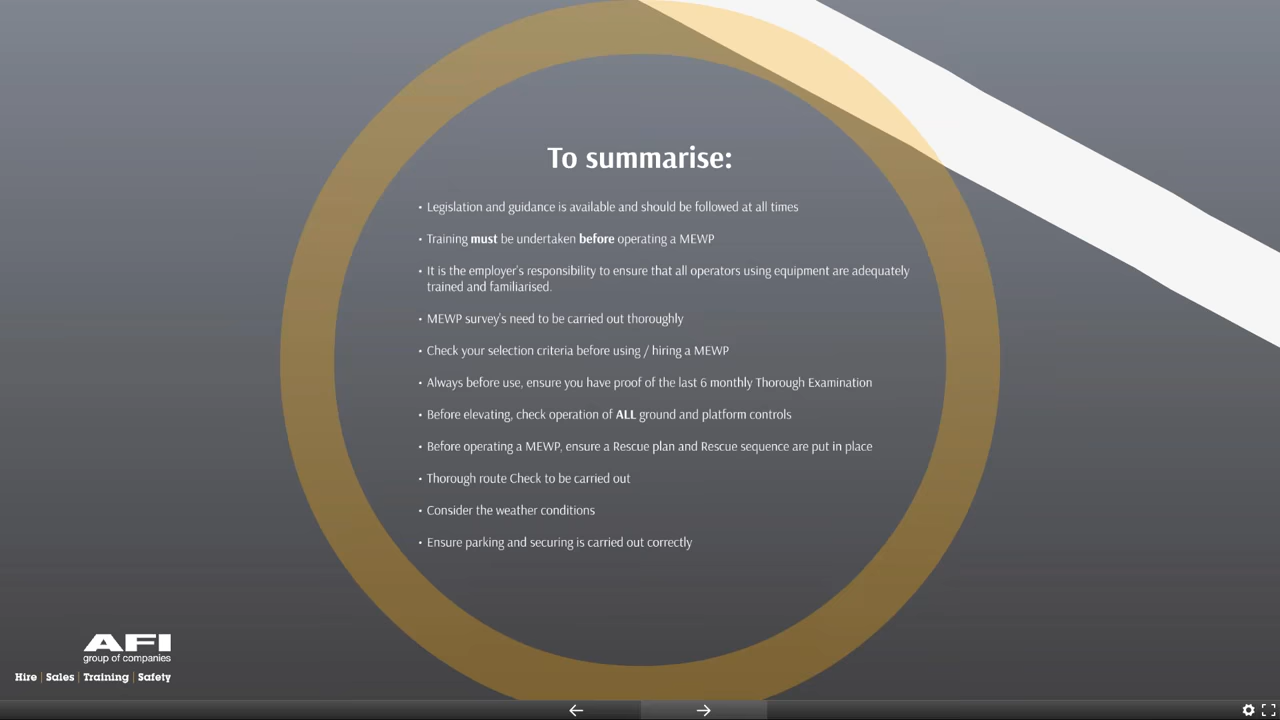 To summarise:
• Legislation and guidance is available and should be followed at all times
• Training must be undertaken before operating a MEWP
• It is the employer's responsibility to ensure that all operators using equipment are adequately
trained and familiarised.
• MEWP survey's need to be carried out thoroughly
• Check your selection criteria before using / hiring a MEWP
• Always before use, ensure you have proof of the last 6 monthly Thorough Examination
• Before elevating, check operation of ALL ground and platform controls
• Before operating a MEWP, ensure a Rescue plan and Rescue sequence are put in place
• Thorough route Check to be carried out
• Consider the weather conditions
• Ensure parking and securing is carried out correctly
AFI
group of companies
Hire | Sales | Training | Safety